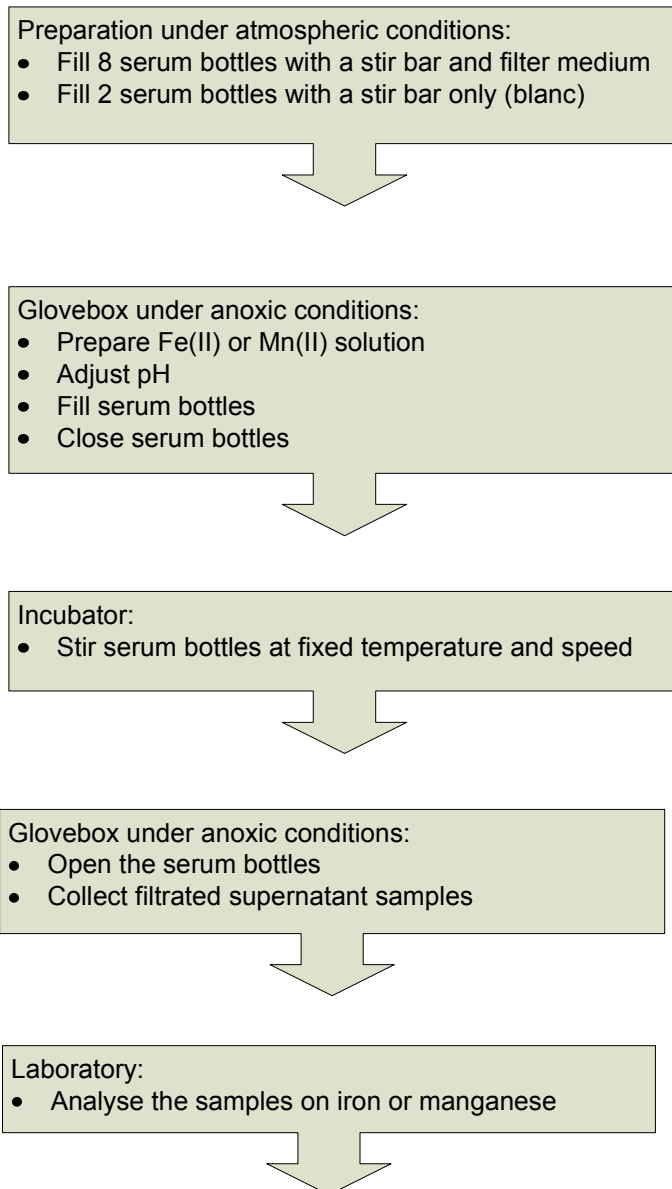 Preparation under atmospheric conditions:
• Fill 8 serum bottles with a stir bar and filter medium
• Fill 2 serum bottles with a stir bar only (blanc)
Glovebox under anoxic conditions:
• Prepare Fe(II) or Mn(II) solution
• Adjust pH
• Fill serum bottles
• Close serum bottles
Incubator:
• Stir serum bottles at fixed temperature and speed
Glovebox under anoxic conditions:
• Open the serum bottles
• Collect filtrated supernatant samples
Laboratory:
• Analyse the samples on iron or manganese